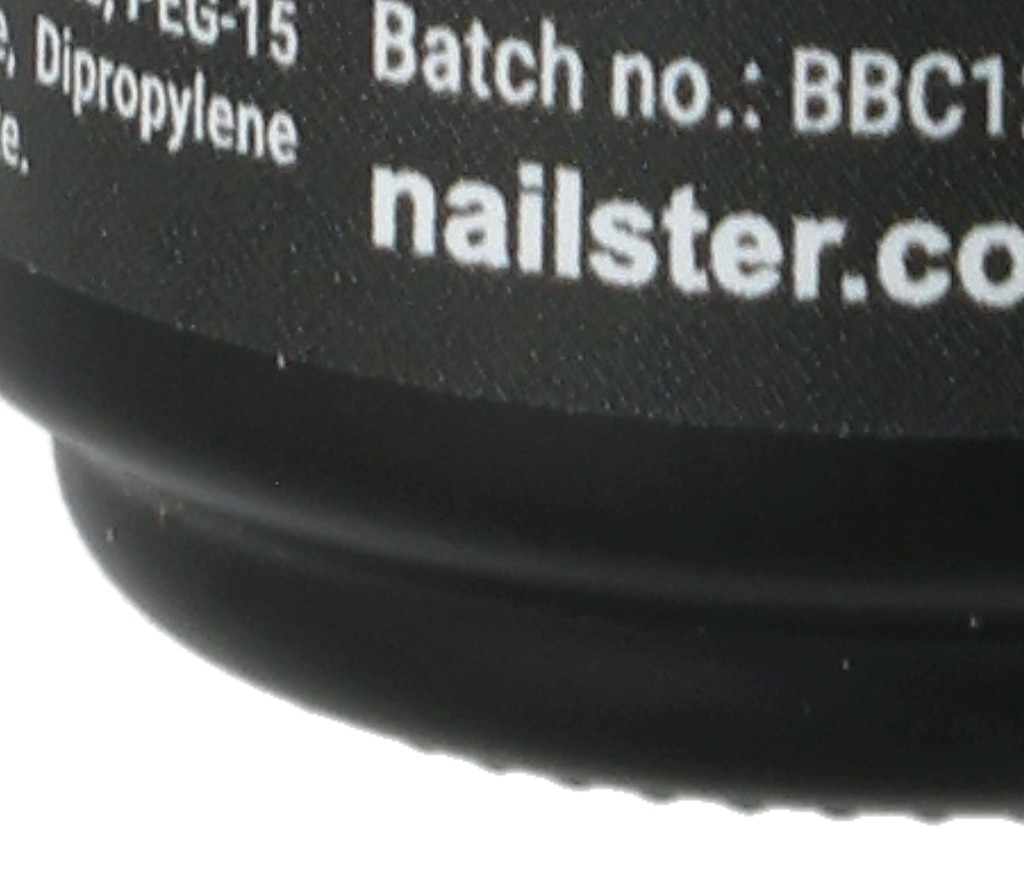 PEG-15
Dipropylene
Batch no.: BBC1
nailster.co